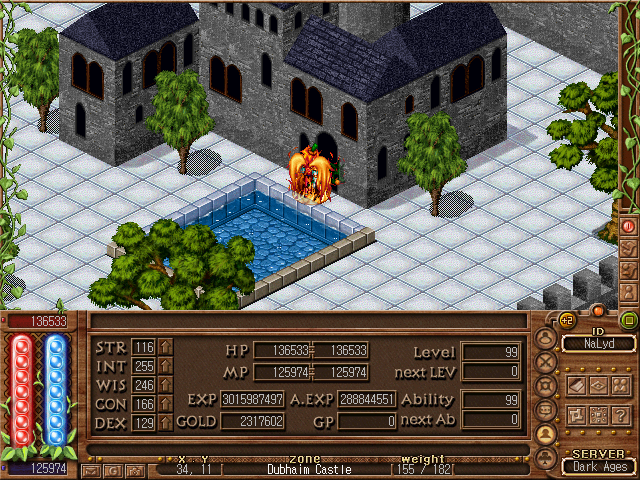 136533
+2
ID
NaLyd
STR 116 HP 136533 136533 Level 99
INT 255 MP 125974 125974 next LEV 0
WIS 246
CON 166 EXP 3015987497 A.EXP 288844551 Ability 99
DEX 129 GOLD 2317602 GP 0 next Ab 0
?
x y zone weight SERVER
125974 G 34, 11 [ Dubhaim Castle [155 / 182[ Dark Ages